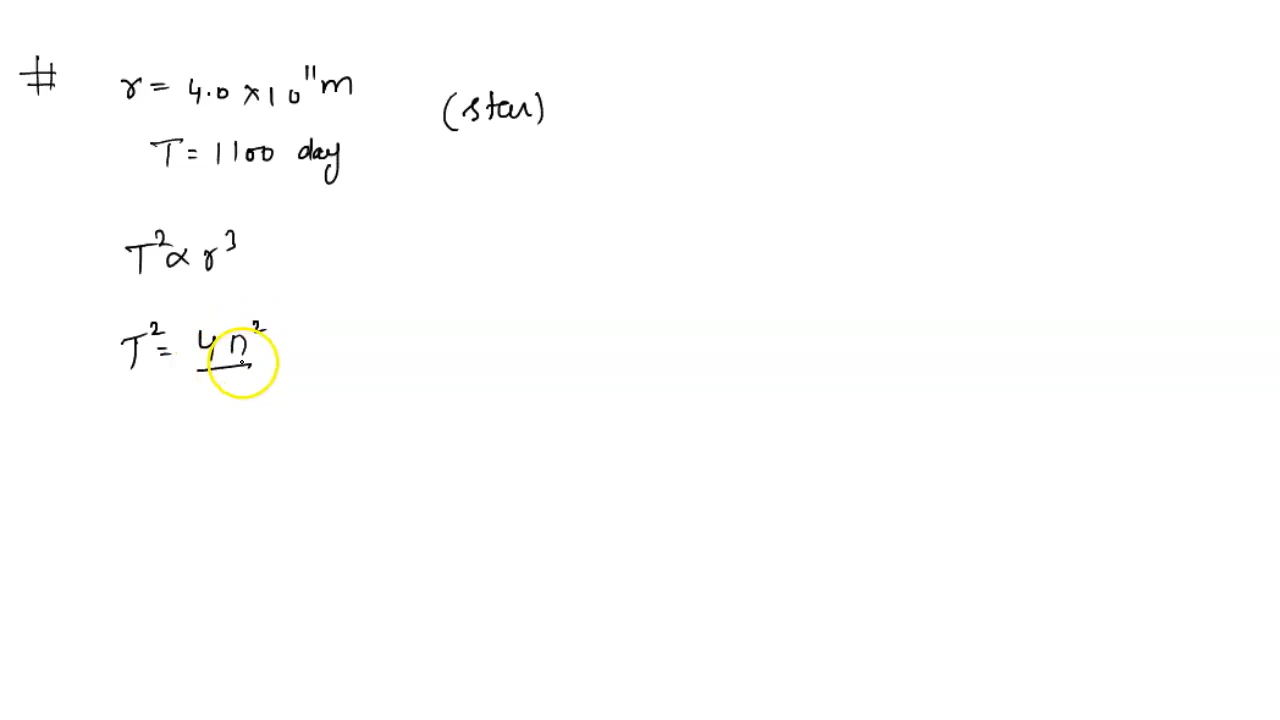 # r = 4.0 × 10¹¹ m
(star)
T = 1100 day
T² ∝ r³
T² = 4π²